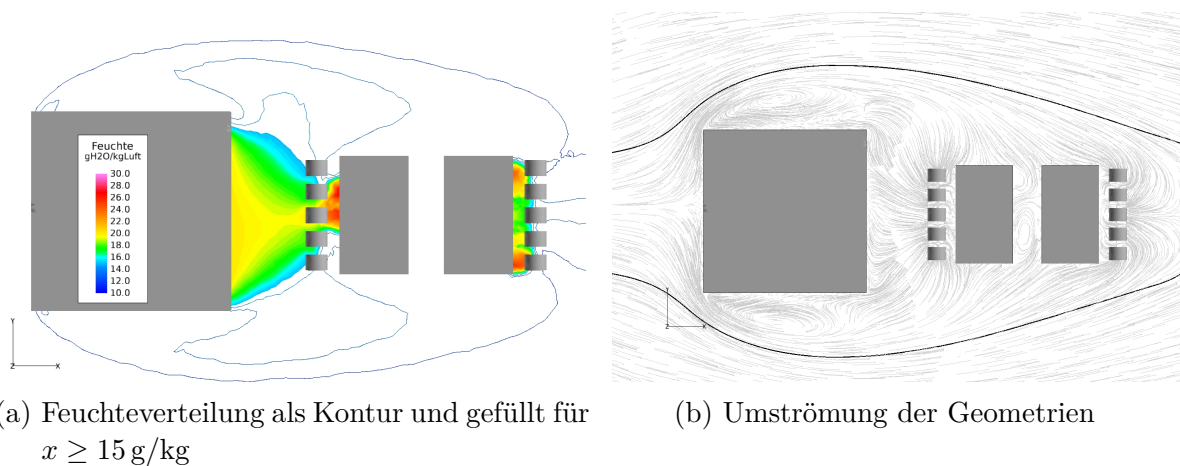 Feuchte
gH2O/kgLuft
30.0
28.0
26.0
24.0
22.0
20.0
18.0
16.0
14.0
12.0
10.0
Y
Z X
Y
Z X
(a) Feuchteverteilung als Kontur und gefüllt für
x ≥ 15 g/kg
(b) Umströmung der Geometrien